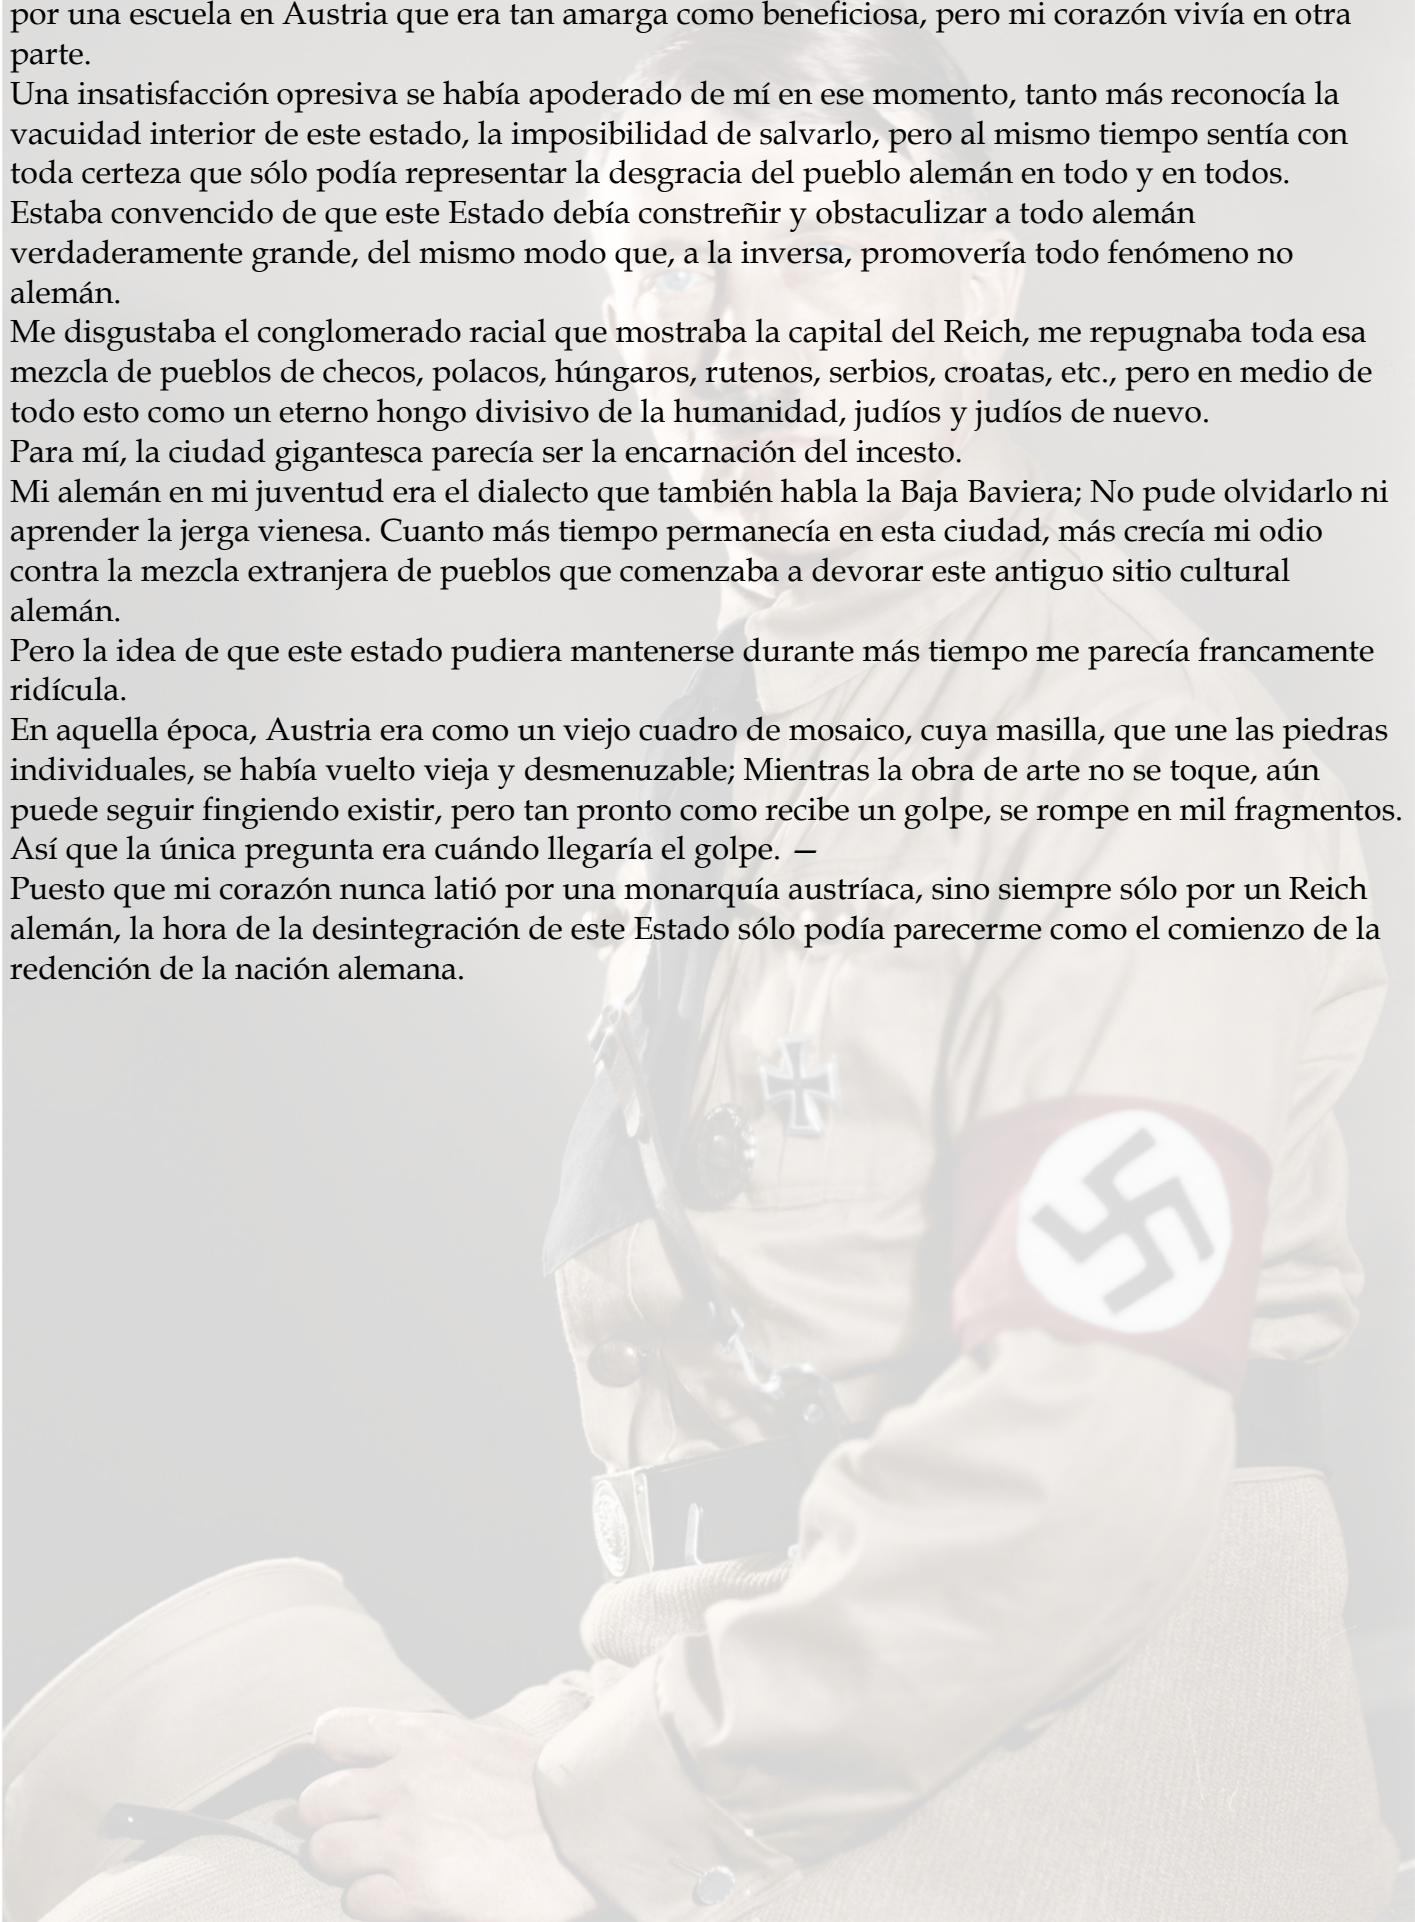 por una escuela en Austria que era tan amarga como beneficiosa, pero mi corazón vivía en otra
parte.
Una insatisfacción opresiva se había apoderado de mí en ese momento, tanto más reconocía la
vacuidad interior de este estado, la imposibilidad de salvarlo, pero al mismo tiempo sentía con
toda certeza que sólo podía representar la desgracia del pueblo alemán en todo y en todos.
Estaba convencido de que este Estado debía constreñir y obstaculizar a todo alemán
verdaderamente grande, del mismo modo que, a la inversa, promovería todo fenómeno no
alemán.
Me disgustaba el conglomerado racial que mostraba la capital del Reich, me repugnaba toda esa
mezcla de pueblos de checos, polacos, húngaros, rutenos, serbios, croatas, etc., pero en medio de
todo esto como un eterno hongo divisivo de la humanidad, judíos y judíos de nuevo.
Para mí, la ciudad gigantesca parecía ser la encarnación del incesto.
Mi alemán en mi juventud era el dialecto que también habla la Baja Baviera; No pude olvidarlo ni
aprender la jerga vienesa. Cuanto más tiempo permanecía en esta ciudad, más crecía mi odio
contra la mezcla extranjera de pueblos que comenzaba a devorar este antiguo sitio cultural
alemán.
Pero la idea de que este estado pudiera mantenerse durante más tiempo me parecía francamente
ridícula.
En aquella época, Austria era como un viejo cuadro de mosaico, cuya masilla, que une las piedras
individuales, se había vuelto vieja y desmenuzable; Mientras la obra de arte no se toque, aún
puede seguir fingiendo existir, pero tan pronto como recibe un golpe, se rompe en mil fragmentos.
Así que la única pregunta era cuándo llegaría el golpe. —
Puesto que mi corazón nunca latió por una monarquía austríaca, sino siempre sólo por un Reich
alemán, la hora de la desintegración de este Estado sólo podía parecerme como el comienzo de la
redención de la nación alemana.